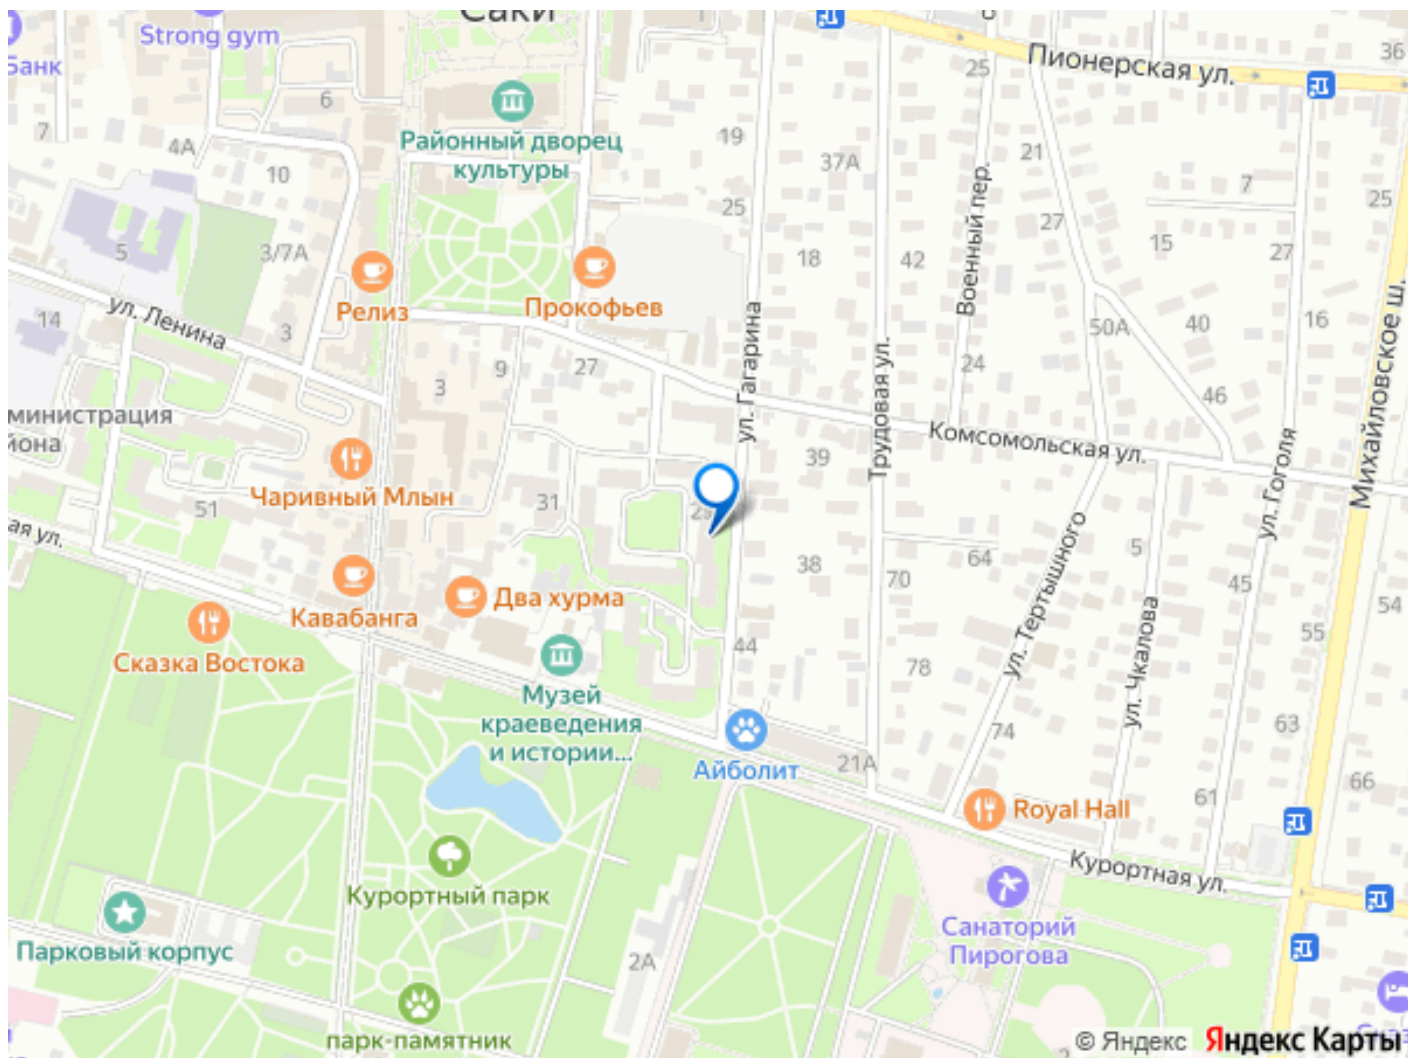 Саки
Strong gym
Банк
Пионерская ул.
36
25
6
7
4А
Районный дворец
культуры
19
37А
21
10
7
25
25
Военный пер.
27
15
5
3/7А
18
42
27
Релиз
Прокофьев
ул. Ленина
14
3
ул. Гагарина
50А
40
16
Михайловское ш.
9
27
24
3
46
Трудовая ул.
министрация
йона
Комсомольская ул.
39
ул. Гоголя
Чаривный Млын
51
31
ая ул.
ул. Тертышного
5
38
64
70
45
54
Кавабанга
Два хурма
Сказка Востока
ул. Чкалова
55
44
78
Музей
краеведения
и истории...
63
74
Айболит
21А
66
61
Royal Hall
Курортная ул.
Курортный парк
Санаторий
Пирогова
Парковый корпус
2А
парк-памятник
2
© Яндекс Яндекс Карты